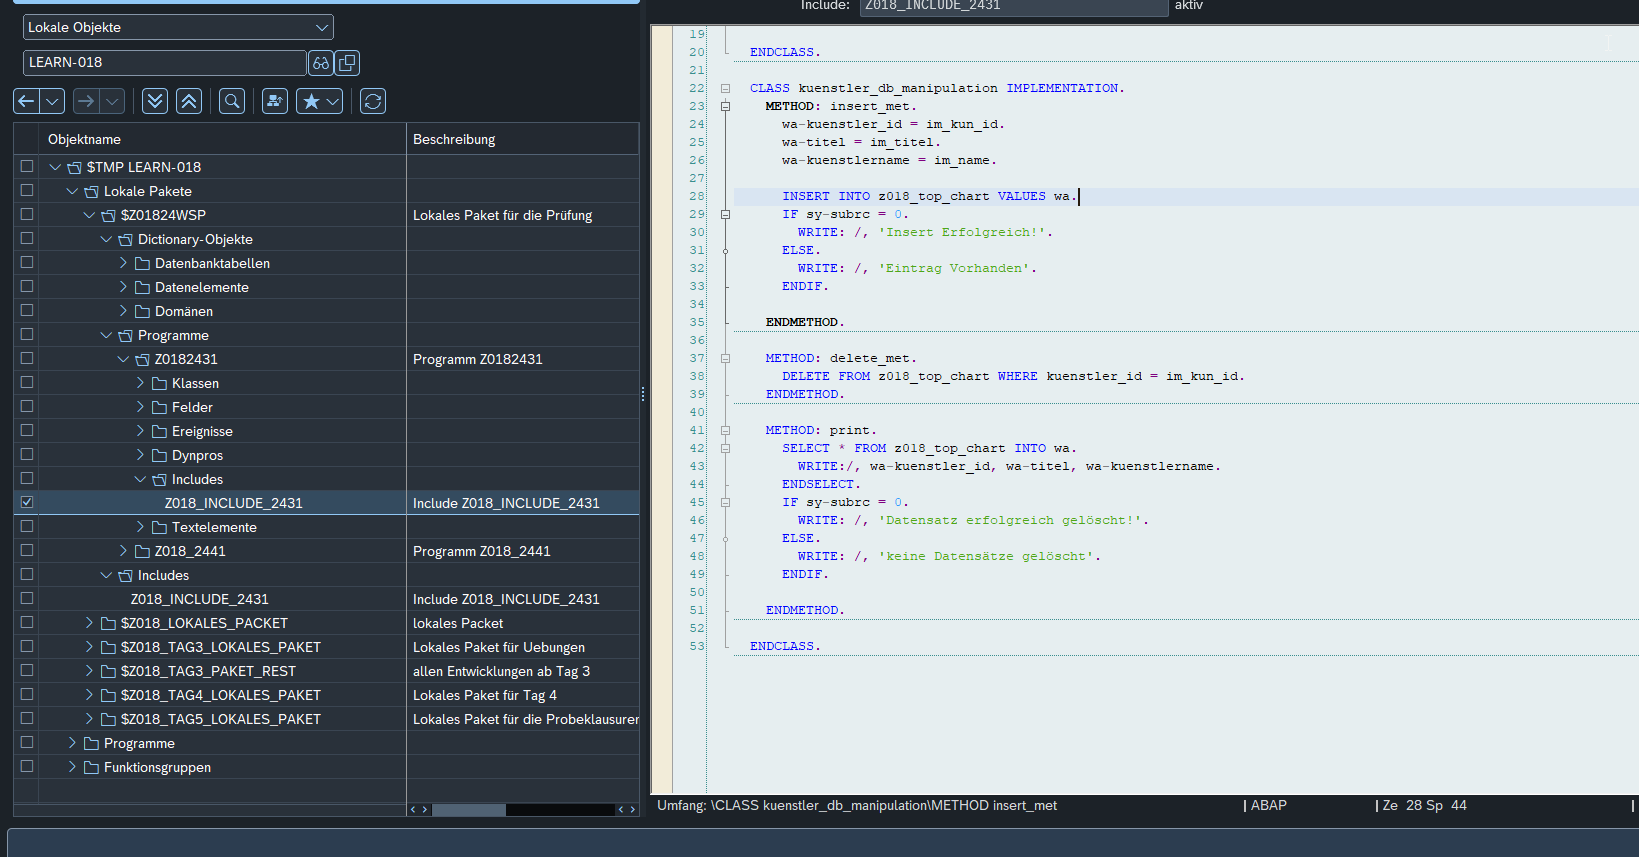 Lokale Objekte
LEARN-018
Objektname Beschreibung
$TMP LEARN-018
Lokale Pakete
$Z01824WSP Lokales Paket für die Prüfung
Dictionary-Objekte
Datenbanktabellen
Datenelemente
Domänen
Programme
Z0182431 Programm Z0182431
Klassen
Felder
Ereignisse
Dynpros
Includes
Z018_INCLUDE_2431 Include Z018_INCLUDE_2431
Textelemente
Z018_2441 Programm Z018_2441
Includes
Z018_INCLUDE_2431 Include Z018_INCLUDE_2431
$Z018_LOKALES_PACKET lokales Packet
$Z018_TAG3_LOKALES_PAKET Lokales Paket für Uebungen
$Z018_TAG3_PAKET_REST allen Entwicklungen ab Tag 3
$Z018_TAG4_LOKALES_PAKET Lokales Paket für Tag 4
$Z018_TAG5_LOKALES_PAKET Lokales Paket für die Probeklausuren
Programme
Funktionsgruppen
Include: Z018_INCLUDE_2431 aktiv
19
20 ENDCLASS.
21
22 CLASS kuenstler_db_manipulation IMPLEMENTATION.
23 METHOD: insert_met.
24 wa-kuenstler_id = im_kun_id.
25 wa-titel = im_titel.
26 wa-kuenstlername = im_name.
27
28 INSERT INTO z018_top_chart VALUES wa.
29 IF sy-subrc = 0.
30 WRITE: /, 'Insert Erfolgreich!'.
31 ELSE.
32 WRITE: /, 'Eintrag Vorhanden'.
33 ENDIF.
34
35 ENDMETHOD.
36
37 METHOD: delete_met.
38 DELETE FROM z018_top_chart WHERE kuenstler_id = im_kun_id.
39 ENDMETHOD.
40
41 METHOD: print.
42 SELECT * FROM z018_top_chart INTO wa.
43 WRITE:/, wa-kuenstler_id, wa-titel, wa-kuenstlername.
44 ENDSELECT.
45 IF sy-subrc = 0.
46 WRITE: /, 'Datensatz erfolgreich gelöscht!'.
47 ELSE.
48 WRITE: /, 'keine Datensätze gelöscht'.
49 ENDIF.
50
51 ENDMETHOD.
52
53 ENDCLASS.
Umfang: \CLASS kuenstler_db_manipulation\METHOD insert_met | ABAP | Ze 28 Sp 44 |